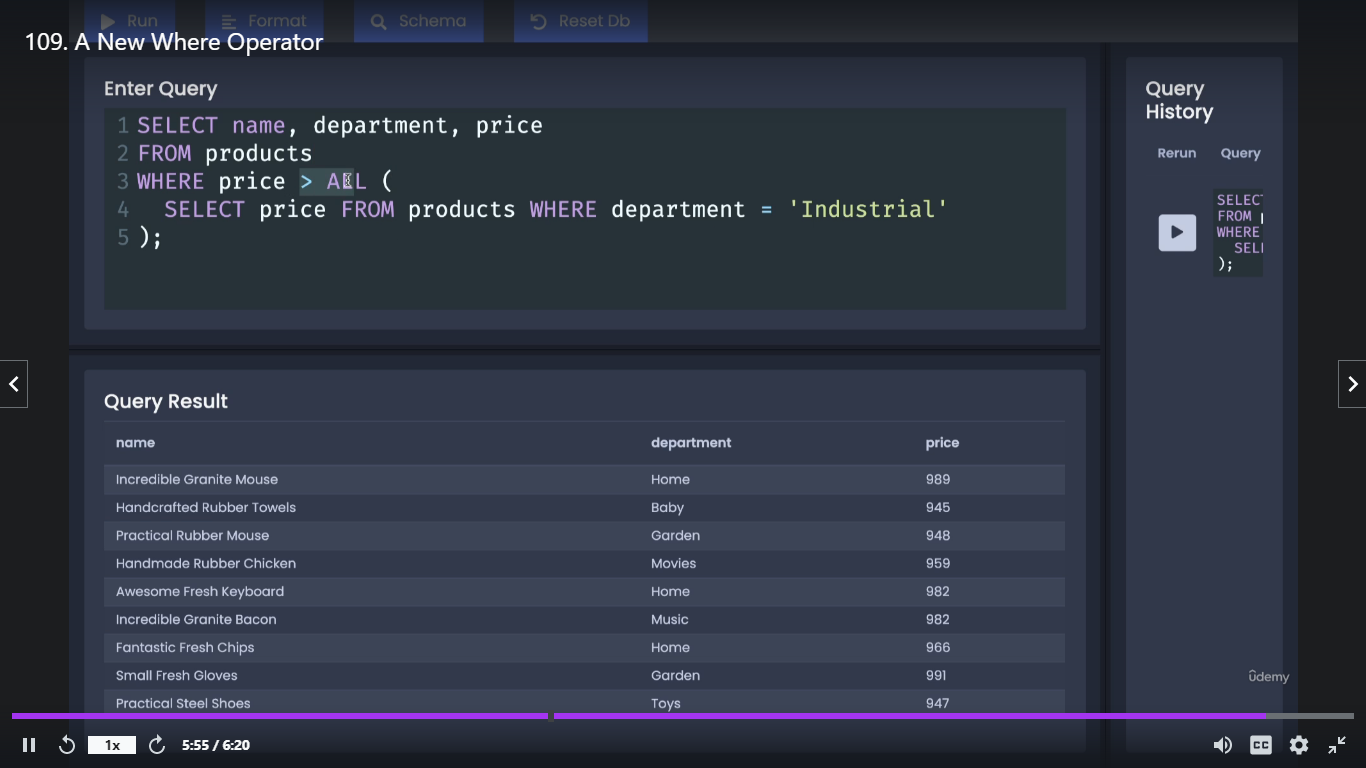 Run Format Schema Reset Db
109. A New Where Operator
Enter Query
1 SELECT name, department, price
2 FROM products
3 WHERE price > ALL (
4 SELECT price FROM products WHERE department = 'Industrial'
5 );
Query
History
Rerun Query
SELEC
FROM
WHERE
SELE
);
Query Result
name department price
Incredible Granite Mouse Home 989
Handcrafted Rubber Towels Baby 945
Practical Rubber Mouse Garden 948
Handmade Rubber Chicken Movies 959
Awesome Fresh Keyboard Home 982
Incredible Granite Bacon Music 982
Fantastic Fresh Chips Home 966
Small Fresh Gloves Garden 991
Practical Steel Shoes Toys 947
ûdemy
1x 5:55 / 6:20 CC